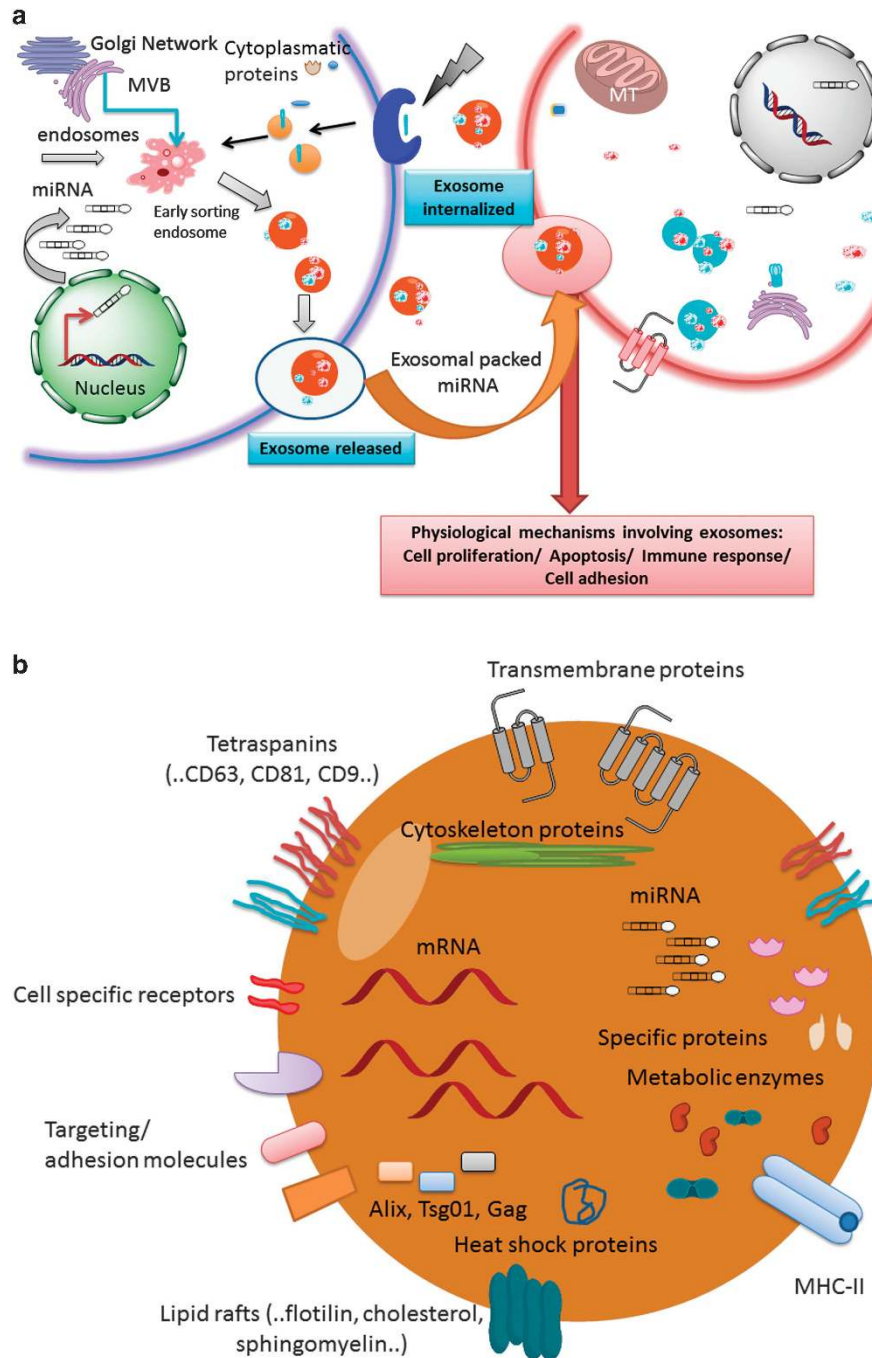 a
Golgi Network
MVB
Cytoplasmatic
proteins
endosomes
miRNA
Early sorting
endosome
Nucleus
Exosome
internalized
MT
Exosomal packed
miRNA
Exosome released
Physiological mechanisms involving exosomes:
Cell proliferation/ Apoptosis/ Immune response/
Cell adhesion
b
Transmembrane proteins
Tetraspanins
(..CD63, CD81, CD9..)
Cytoskeleton proteins
miRNA
mRNA
Cell specific receptors
Specific proteins
Metabolic enzymes
Targeting/
adhesion molecules
Alix, Tsg01, Gag
Heat shock proteins
MHC-II
Lipid rafts (..flotilin, cholesterol,
sphingomyelin..)